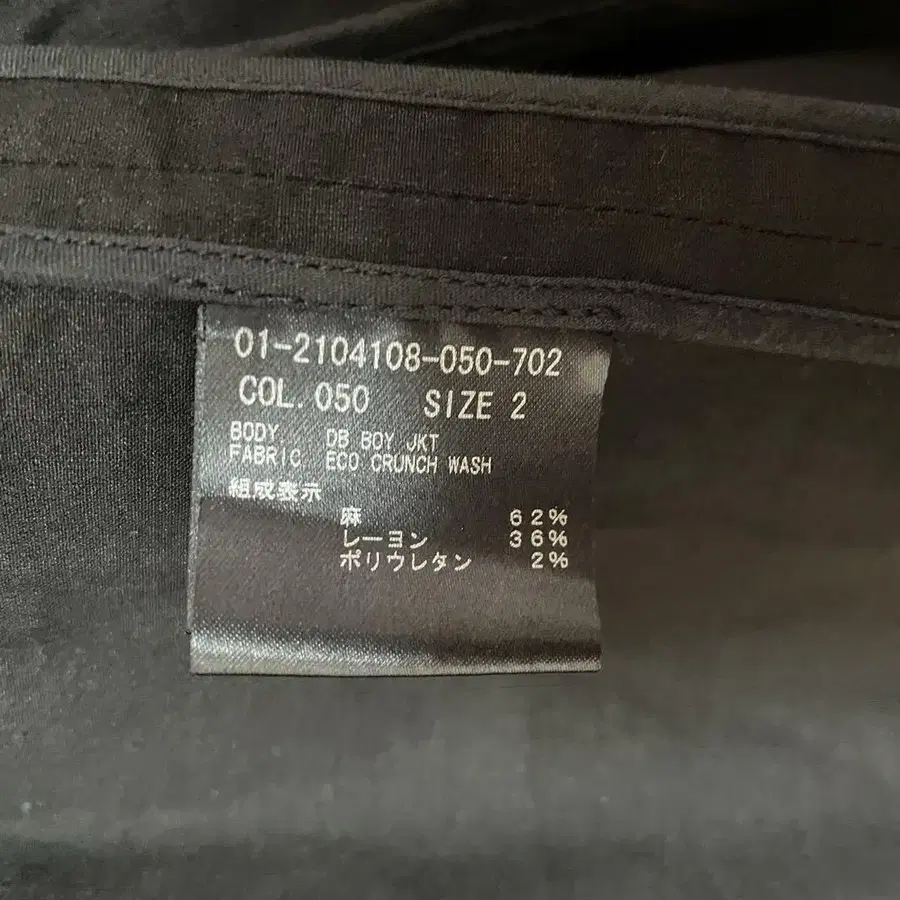 01-2104108-050-702
COL. 050 SIZE 2
BODY. DB BOY JKT
FABRIC ECO CRUNCH WASH
組成表示
麻 62%
レーヨン 36%
ポリウレタン 2%